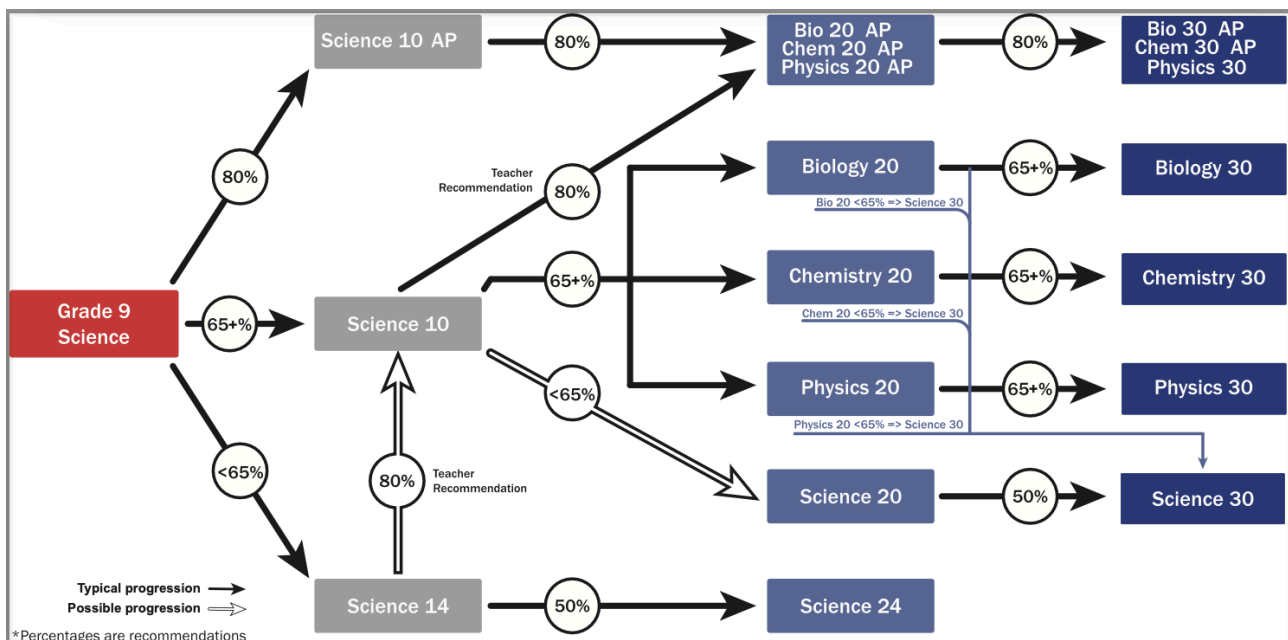 Science 10 AP
80%
Bio 20 AP
Chem 20 AP
Physics 20 AP
80%
Bio 30 AP
Chem 30 AP
Physics 30
80%
Teacher
Recommendation
80%
Biology 20
65+%
Biology 30
Bio 20 <65% => Science 30
Grade 9
Science
65+%
Science 10
65+%
Chemistry 20
65+%
Chemistry 30
Chem 20 <65% => Science 30
<65%
Physics 20
65+%
Physics 30
Physics 20 <65% => Science 30
<65%
80%
Teacher
Recommendation
Science 20
50%
Science 30
Typical progression
Possible progression
*Percentages are recommendations
Science 14
50%
Science 24